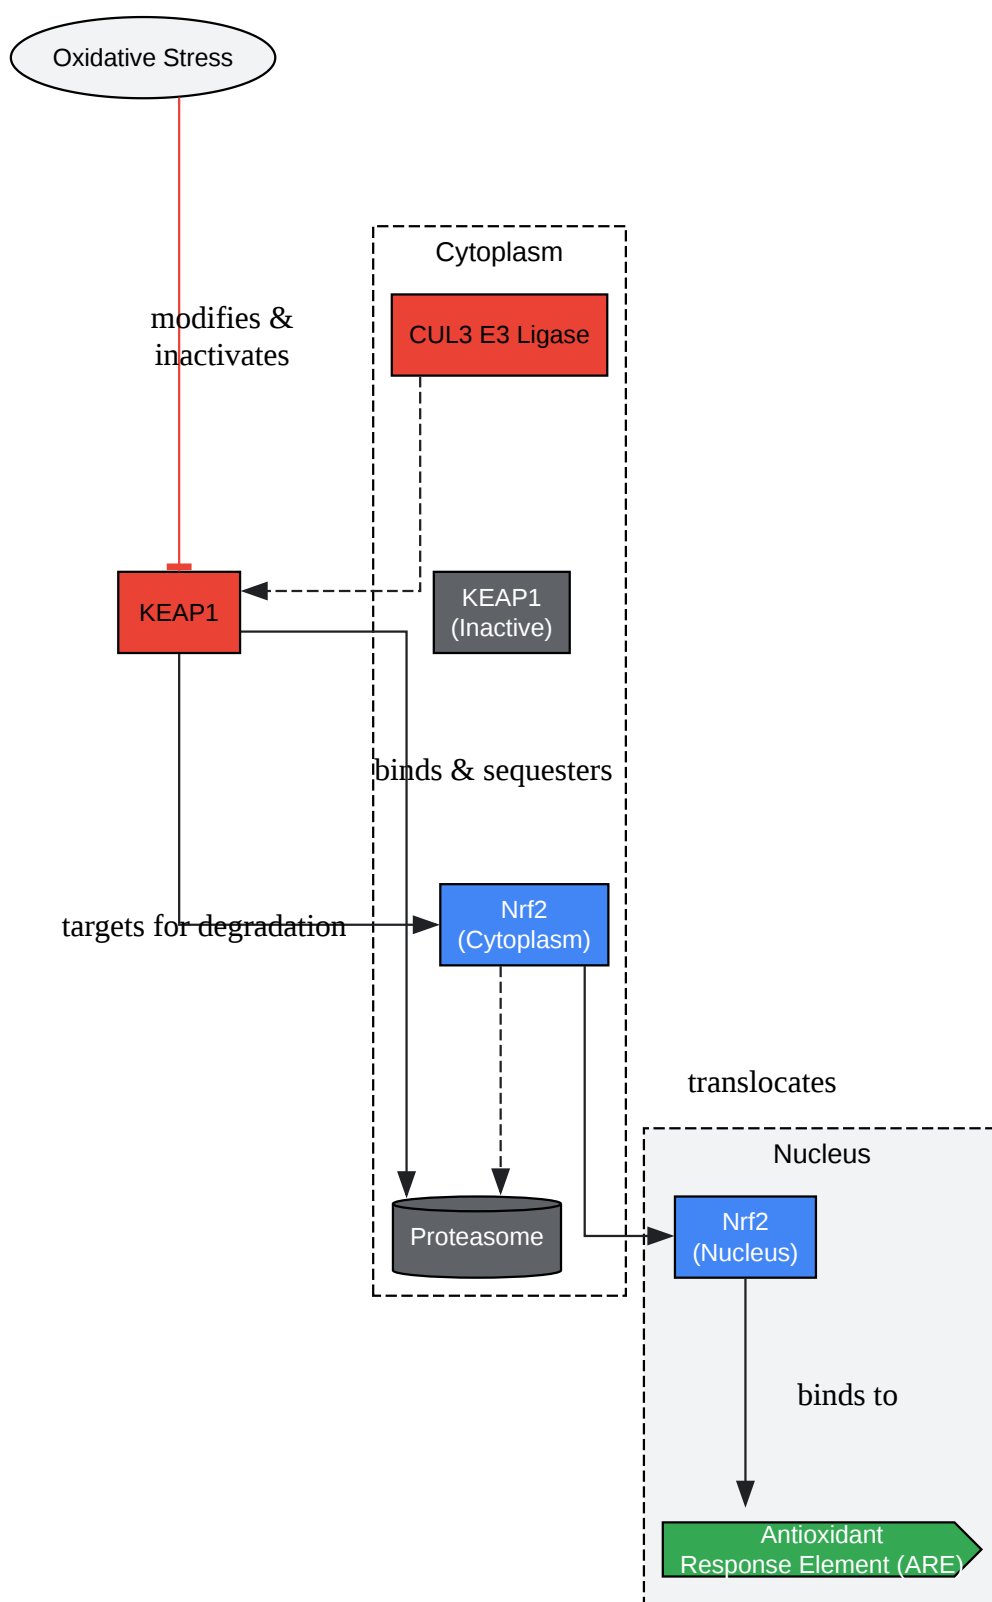 Oxidative Stress
Cytoplasm
modifies &
inactivates
CUL3 E3 Ligase
KEAP1
KEAP1
(Inactive)
binds & sequesters
targets for degradation
Nrf2
(Cytoplasm)
translocates
Nucleus
Proteasome
Nrf2
(Nucleus)
binds to
Antioxidant
Response Element (ARE)